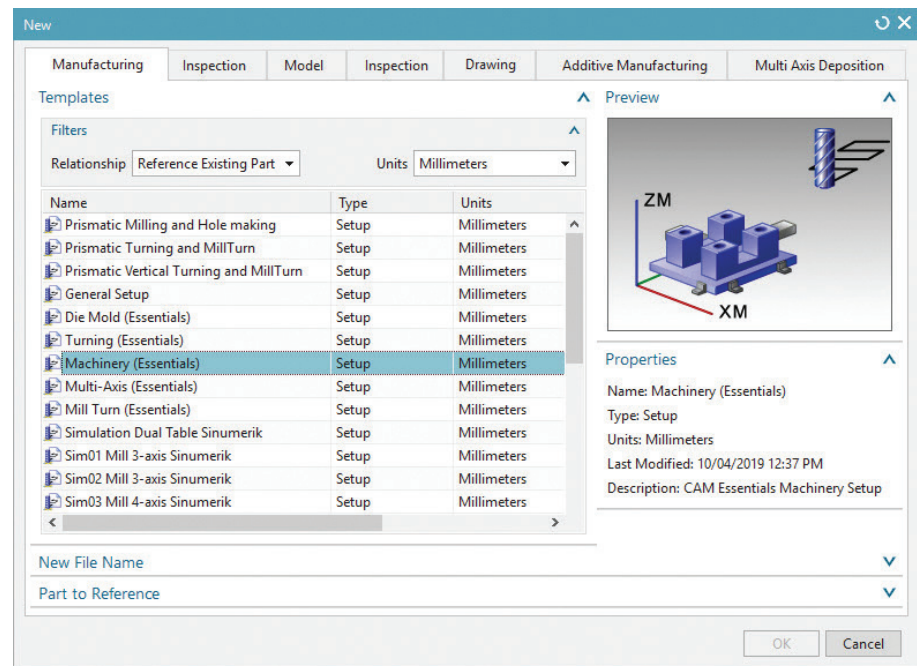 New
Manufacturing Inspection Model Inspection Drawing Additive Manufacturing Multi Axis Deposition
Templates
Filters
Relationship Reference Existing Part Units Millimeters
Name Type Units
Prismatic Milling and Hole making Setup Millimeters
Prismatic Turning and MillTurn Setup Millimeters
Prismatic Vertical Turning and MillTurn Setup Millimeters
General Setup Setup Millimeters
Die Mold (Essentials) Setup Millimeters
Turning (Essentials) Setup Millimeters
Machinery (Essentials) Setup Millimeters
Multi-Axis (Essentials) Setup Millimeters
Mill Turn (Essentials) Setup Millimeters
Simulation Dual Table Sinumerik Setup Millimeters
Sim01 Mill 3-axis Sinumerik Setup Millimeters
Sim02 Mill 3-axis Sinumerik Setup Millimeters
Sim03 Mill 4-axis Sinumerik Setup Millimeters
Preview
ZM
XM
Properties
Name: Machinery (Essentials)
Type: Setup
Units: Millimeters
Last Modified: 10/04/2019 12:37 PM
Description: CAM Essentials Machinery Setup
New File Name
Part to Reference
OK Cancel